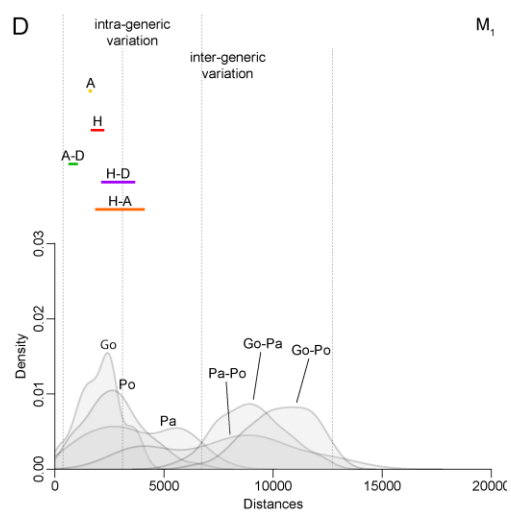 D
intra-generic
variation
M1
inter-generic
variation
A
H
A-D
H-D
H-A
0.03
0.02
0.01
0.00
Density
Go
Po
Pa
Pa-Po
Go-Pa
Go-Po
0
5000
10000
15000
20000
Distances